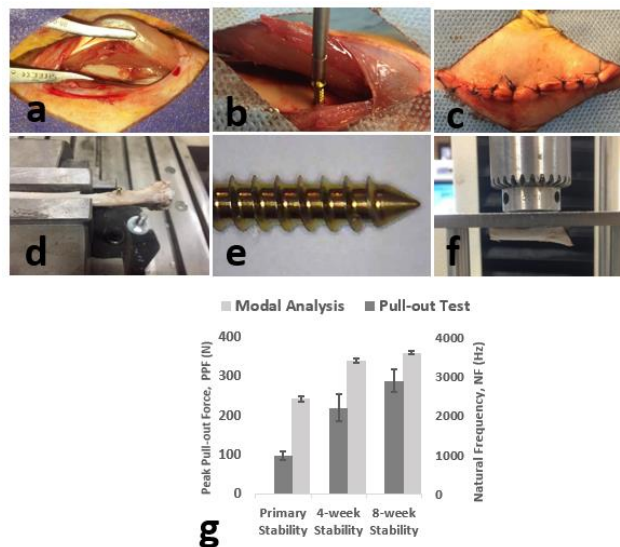 a
b
c
d
e
f
Modal Analysis
Pull-out Test
Peak Pull-out Force, PPF (N)
400
300
200
100
0
4000
3000
2000
1000
0
Natural Frequency, NF (Hz)
Primary Stability
4-week Stability
8-week Stability
g